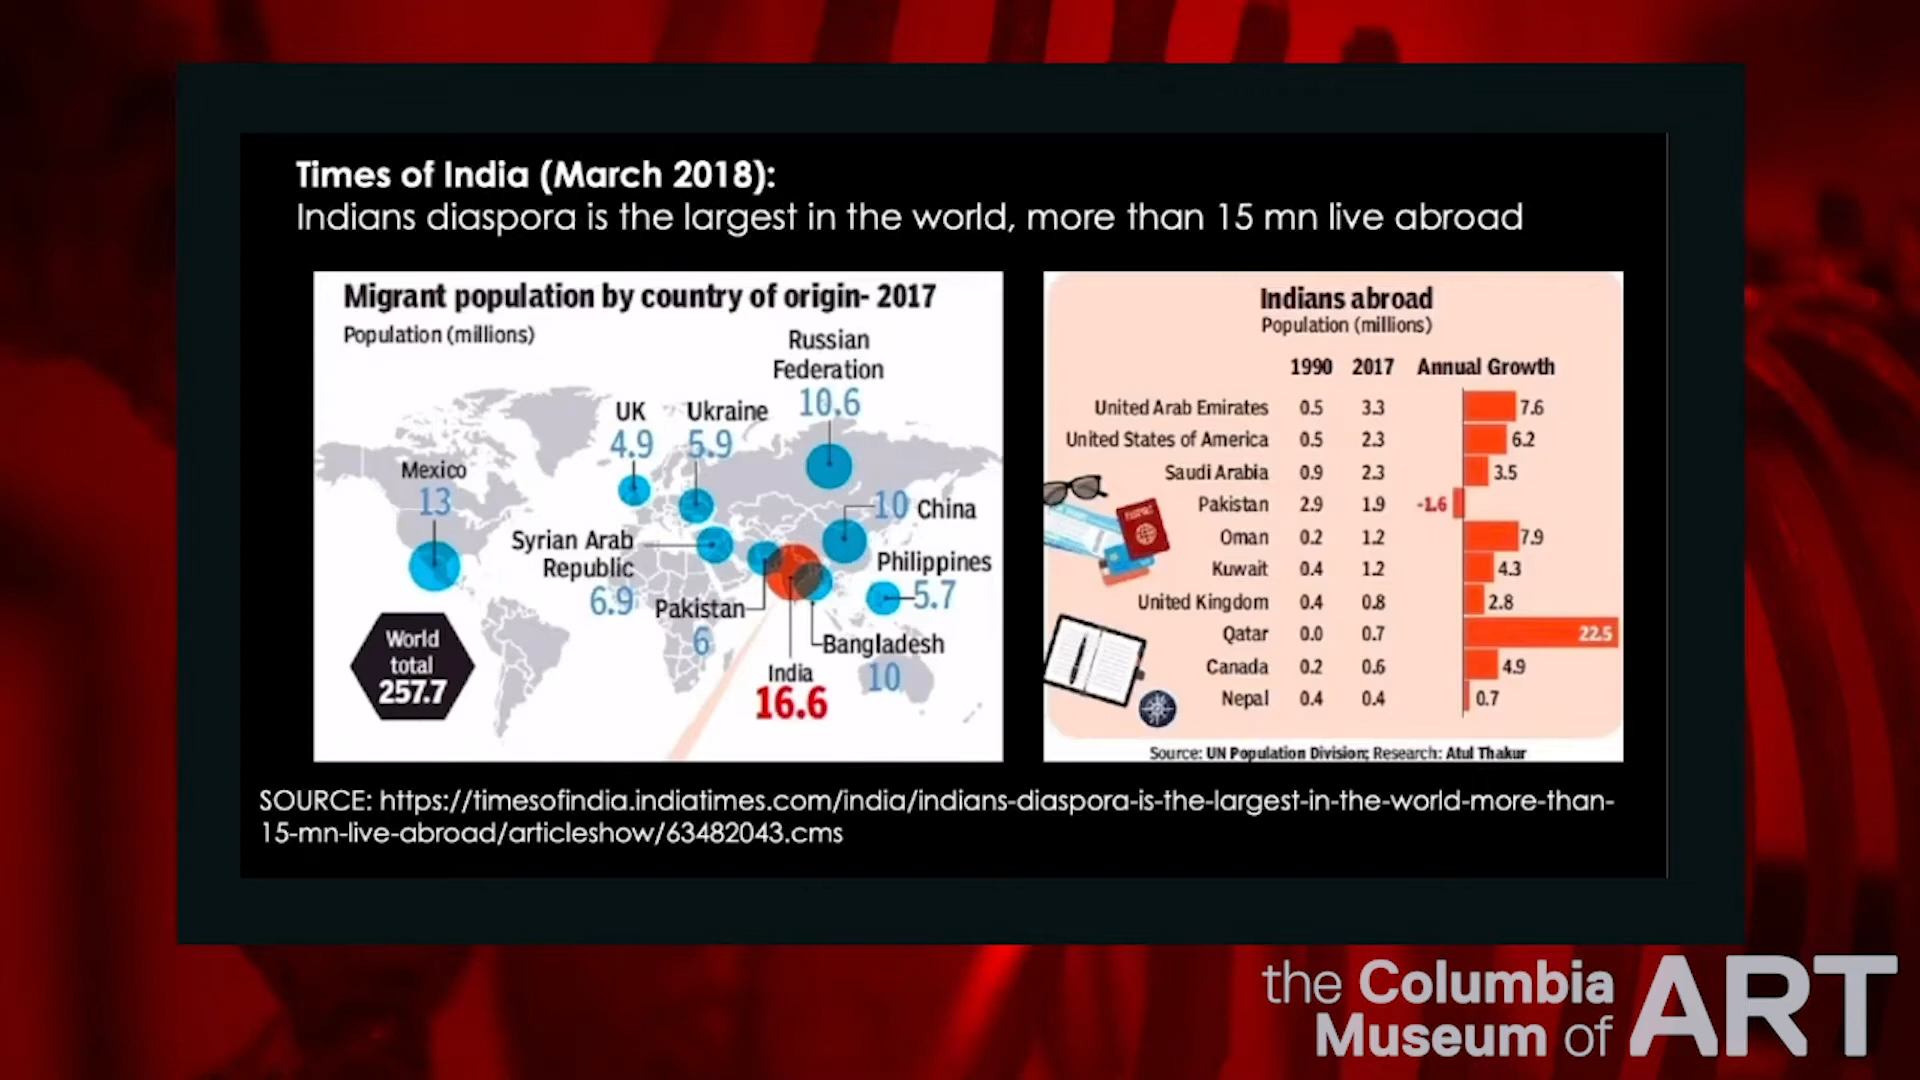 Times of India (March 2018):
Indians diaspora is the largest in the world, more than 15 mn live abroad
Migrant population by country of origin- 2017
Population (millions)
Russian
Federation
10.6
UK
4.9
Ukraine
5.9
Mexico
13
10 China
Syrian Arab
Republic
6.9
Philippines
5.7
Pakistan
6
Bangladesh
10
India
16.6
World
total
257.7
Indians abroad
Population (millions)
1990 2017 Annual Growth
United Arab Emirates 0.5 3.3 7.6
United States of America 0.5 2.3 6.2
Saudi Arabia 0.9 2.3 3.5
Pakistan 2.9 1.9 -1.6
Oman 0.2 1.2 7.9
Kuwait 0.4 1.2 4.3
United Kingdom 0.4 0.8 2.8
Qatar 0.0 0.7 22.5
Canada 0.2 0.6 4.9
Nepal 0.4 0.4 0.7
Source: UN Population Division; Research: Atul Thakur
SOURCE: https://timesofindia.indiatimes.com/india/indians-diaspora-is-the-largest-in-the-world-more-than-
15-mn-live-abroad/articleshow/63482043.cms
the Columbia
Museum of ART